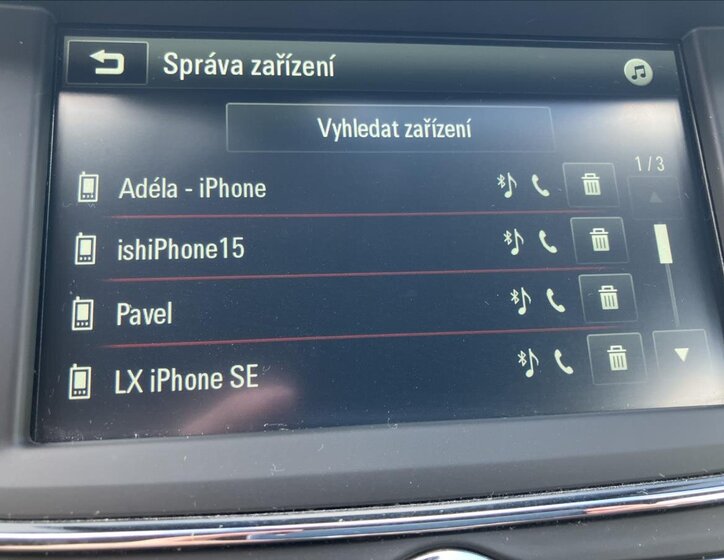 Správa zařízení
Vyhledat zařízení
1/3
Adéla - iPhone
ishiPhone15
Pavel
LX iPhone SE